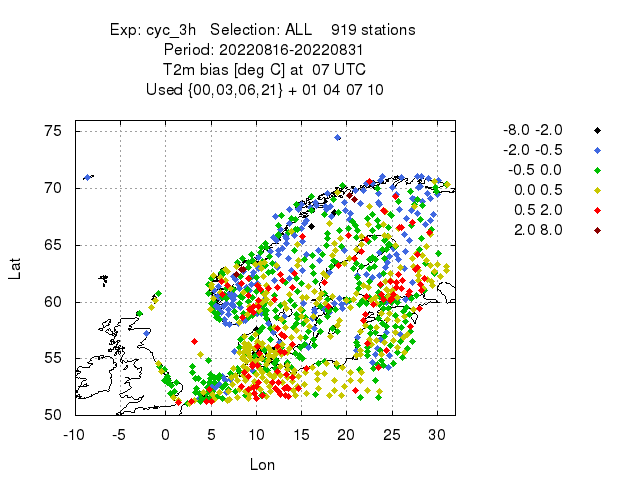 Exp: cyc_3h   Selection: ALL    919 stations
Period: 20220816-20220831
T2m bias [deg C] at  07 UTC
Used {00,03,06,21} + 01 04 07 10
-8.0 -2.0
-2.0 -0.5
-0.5 0.0
0.0 0.5
0.5 2.0
2.0 8.0
75
70
65
60
55
50
Lat
-10 -5 0 5 10 15 20 25 30
Lon